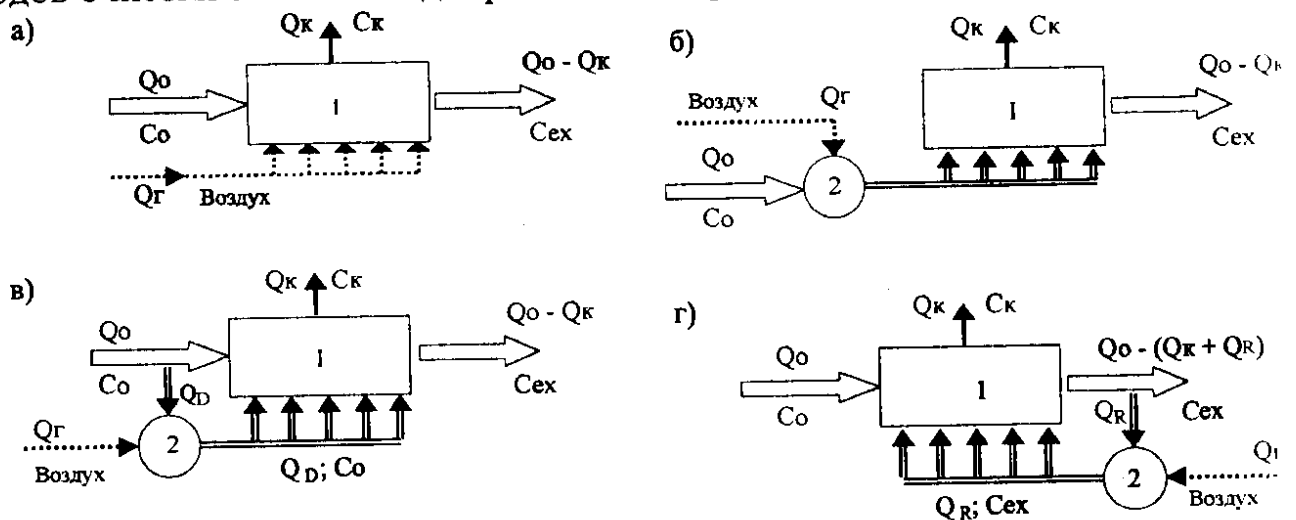 а)
Qк Cк
Qo
Co
1
Qo - Qк
Cex
Qг Воздух
б)
Qк Cк
Воздух Qг
Qo
Co
2
1
Qo - Qк
Cex
в)
Qк Cк
Qo
Co
QD
1
Qo - Qк
Cex
Qг
Воздух
2
QD; Co
г)
Qк Cк
Qo
Co
1
Qo - (Qк + QR)
QR Cex
2
Воздух
QR; Cex